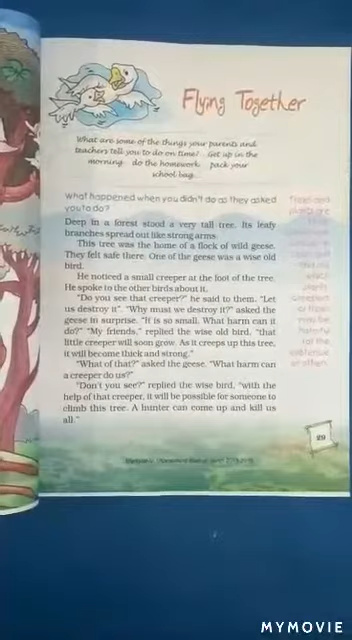 Flying Together
What are some of the things your parents and
teachers tell you to do on time? Get up in the
morning do the homework pack your
school bag
What happened when you didn't do as they asked
you to do?
Deep in a forest stood a very tall tree. Its leafy
branches spread out like strong arms.
This tree was the home of a flock of wild geese.
They felt safe there. One of the geese was a wise old
bird.
He noticed a small creeper at the foot of the tree.
He spoke to the other birds about it.
"Do you see that creeper?" he said to them. "Let
us destroy it". "Why must we destroy it?" asked the
geese in surprise. "It is so small. What harm can it
do?" "My friends," replied the wise old bird, "that
little creeper will soon grow. As it creeps up this tree,
it will become thick and strong."
"What of that?" asked the geese. "What harm can
a creeper do us?"
"Don't you see?" replied the wise bird, "with the
help of that creeper, it will be possible for someone to
climb this tree. A hunter can come up and kill us
all."
29
MYMOVIE